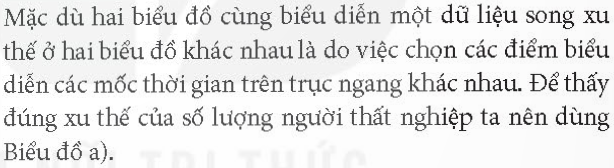 Mặc dù hai biểu đồ cùng biểu diễn một dữ liệu song xu
thế ở hai biểu đồ khác nhau là do việc chọn các điểm biểu
diễn các mốc thời gian trên trục ngang khác nhau. Để thấy
đúng xu thế của số lượng người thất nghiệp ta nên dùng
Biểu đồ a).
TRI THỨC